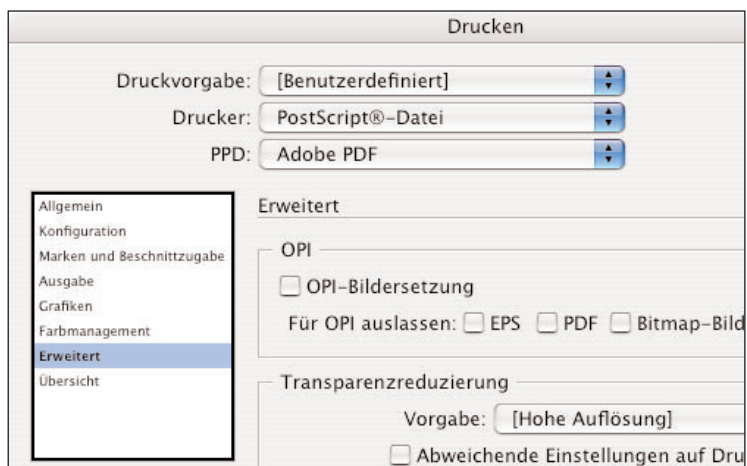 Drucken
Druckvorgabe: [Benutzerdefiniert]
Drucker: PostScript®-Datei
PPD: Adobe PDF
Allgemein
Konfiguration
Marken und Beschnittzugabe
Ausgabe
Grafiken
Farbmanagement
Erweitert
Übersicht
Erweitert
OPI
OPI-Bildersetzung
Für OPI auslassen: EPS PDF Bitmap-Bild
Transparenzreduzierung
Vorgabe: [Hohe Auflösung]
Abweichende Einstellungen auf Dru